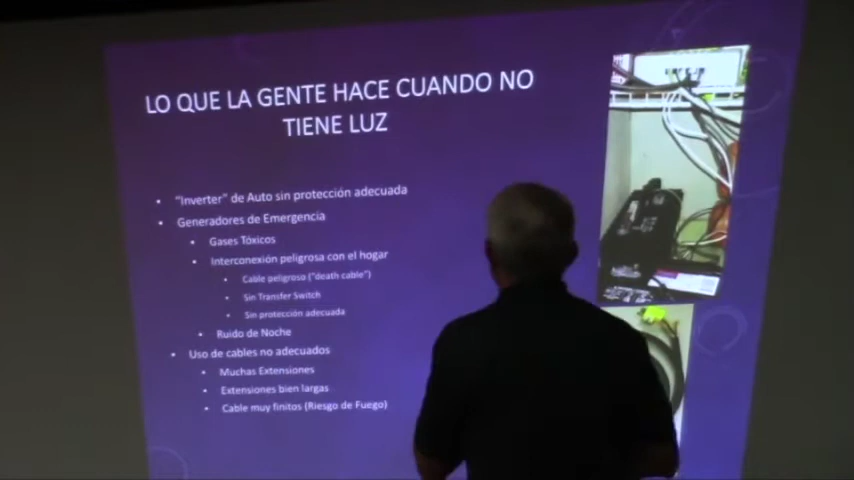 LO QUE LA GENTE HACE CUANDO NO
TIENE LUZ
• "Inverter" de Auto sin protección adecuada
• Generadores de Emergencia
• Gases Tóxicos
• Interconexión peligrosa con el hogar
• Cable peligroso ("death cable")
• Sin Transfer Switch
• Sin protección adecuada
• Ruido de Noche
• Uso de cables no adecuados
• Muchas Extensiones
• Extensiones bien largas
• Cable muy finitos (Riesgo de Fuego)